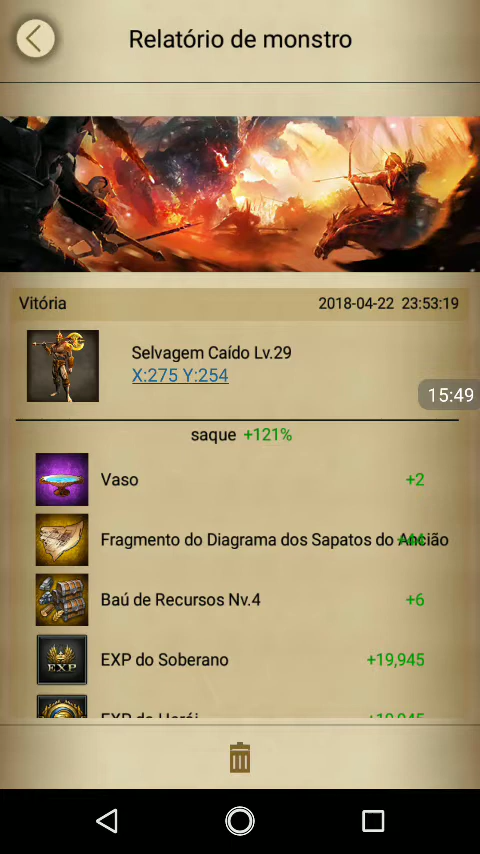 Relatório de monstro
Vitória 2018-04-22 23:53:19
Selvagem Caído Lv.29
X:275 Y:254
15:49
saque +121%
Vaso +2
Fragmento do Diagrama dos Sapatos do Ancião
Baú de Recursos Nv.4 +6
EXP
EXP do Soberano +19,945